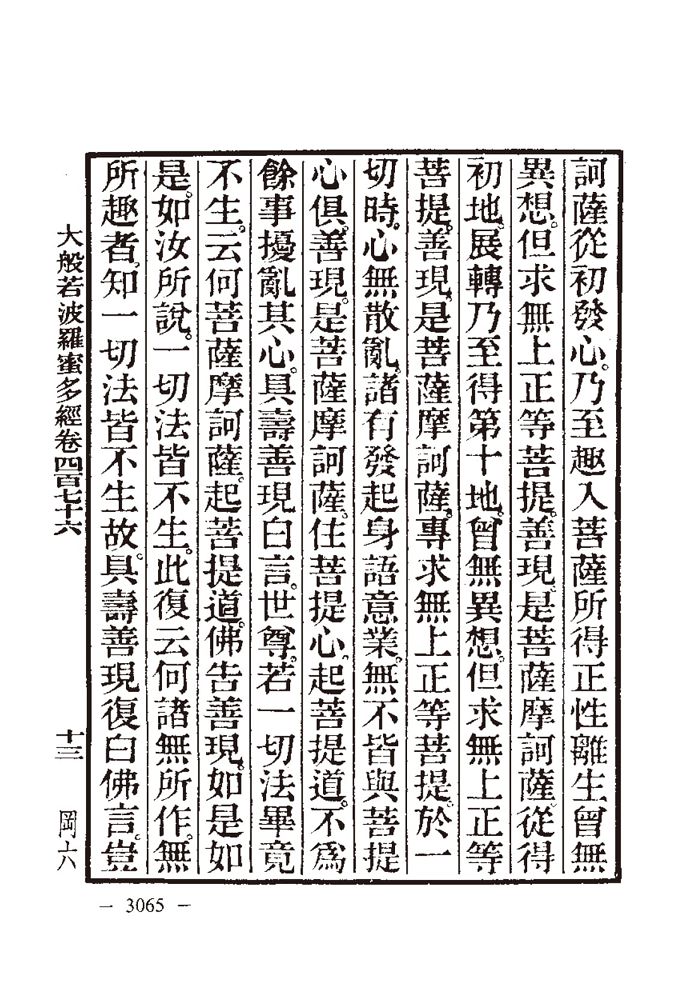 訶薩從初發心。乃至趣入菩薩所得正性離生曾無
異想。但求無上正等菩提。善現。是菩薩摩訶薩。從得
初地。展轉乃至得第十地。曾無異想。但求無上正等
菩提。善現。是菩薩摩訶薩。專求無上正等菩提。於一
切時。心無散亂。諸有發起身語意業。無不皆與菩提
心俱。善現。是菩薩摩訶薩。住菩提心。起菩提道。不爲
餘事擾亂其心。具壽善現白言。世尊。若一切法畢竟
不生。云何菩薩摩訶薩。起菩提道。佛告善現。如是如
是。如汝所說。一切法皆不生。此復云何諸無所作。無
所趣者。知一切法皆不生故。具壽善現復白佛言。豈
大般若波羅蜜多經卷四百七十六
十三
岡六
— 3065 —